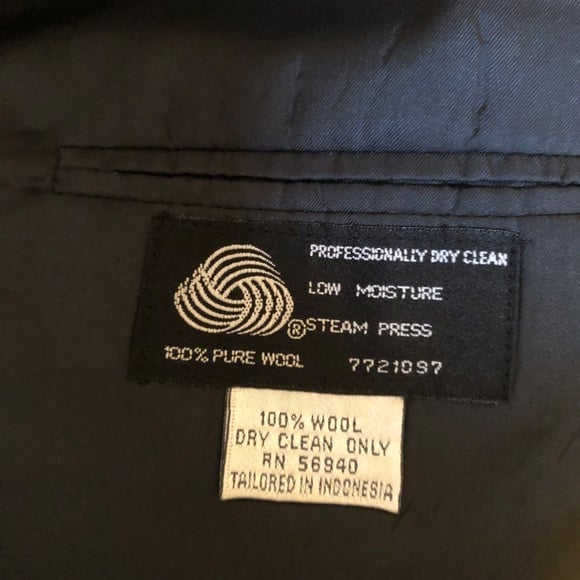 PROFESSIONALLY DRY CLEAN
LOW MOISTURE
® STEAM PRESS
100% PURE WOOL 7721097
100% WOOL
DRY CLEAN ONLY
RN 56940
TAILORED IN INDONESIA